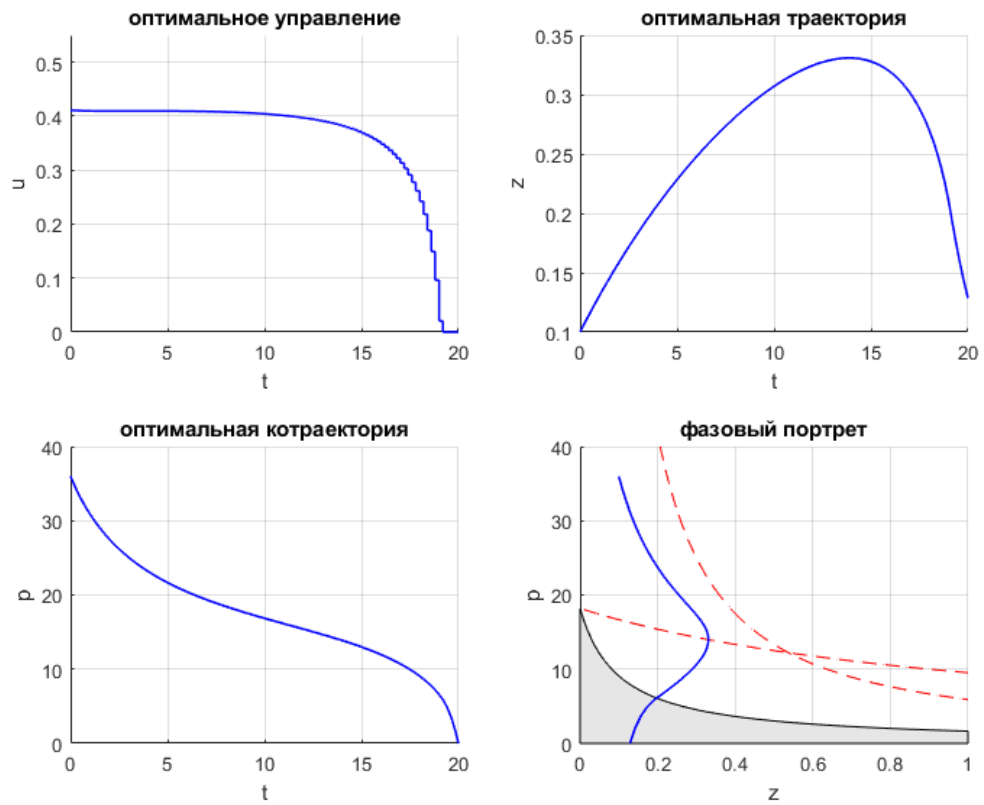 оптимальное управление
0.5
0.4
0.3
0.2
0.1
0
u
0 5 10 15 20
t
оптимальная траектория
0.35
0.3
0.25
0.2
0.15
0.1
z
0 5 10 15 20
t
оптимальная котраектория
40
30
20
10
0
p
0 5 10 15 20
t
фазовый портрет
40
30
20
10
0
p
0 0.2 0.4 0.6 0.8 1
z